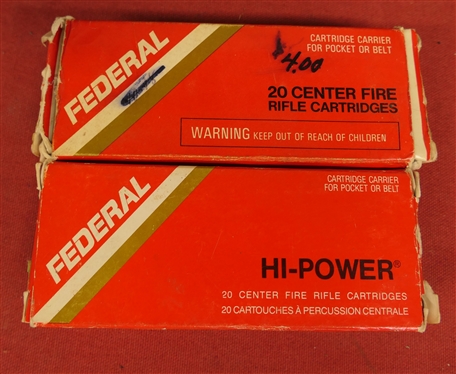 FEDERAL
CARTRIDGE CARRIER
FOR POCKET OR BELT
$4.00
20 CENTER FIRE
RIFLE CARTRIDGES
WARNING KEEP OUT OF REACH OF CHILDREN
FEDERAL
CARTRIDGE CARRIER
FOR POCKET OR BELT
HI-POWER®
20 CENTER FIRE RIFLE CARTRIDGES
20 CARTOUCHES À PERCUSSION CENTRALE